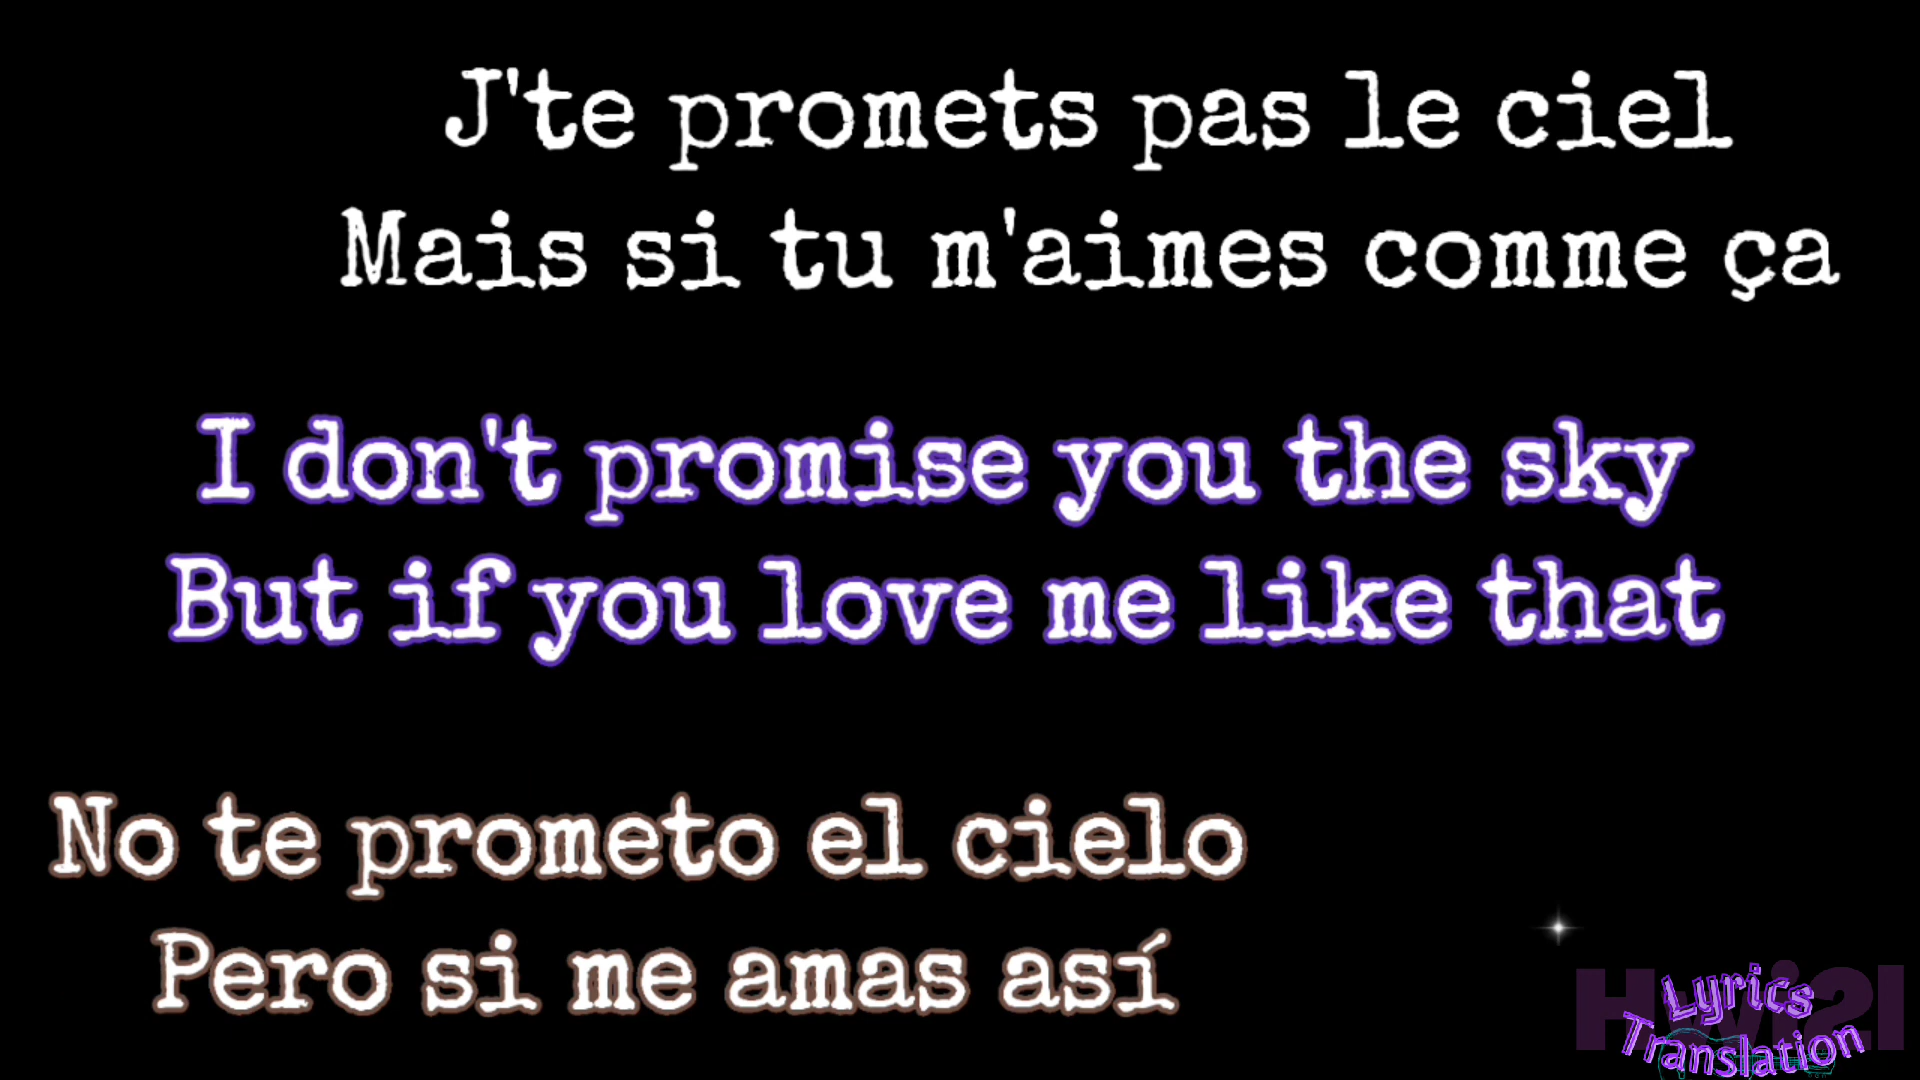 J'te promets pas le ciel
Mais si tu m'aimes comme ça
I don't promise you the sky
But if you love me like that
No te prometo el cielo
Pero si me amas así
Lyrics
Translation